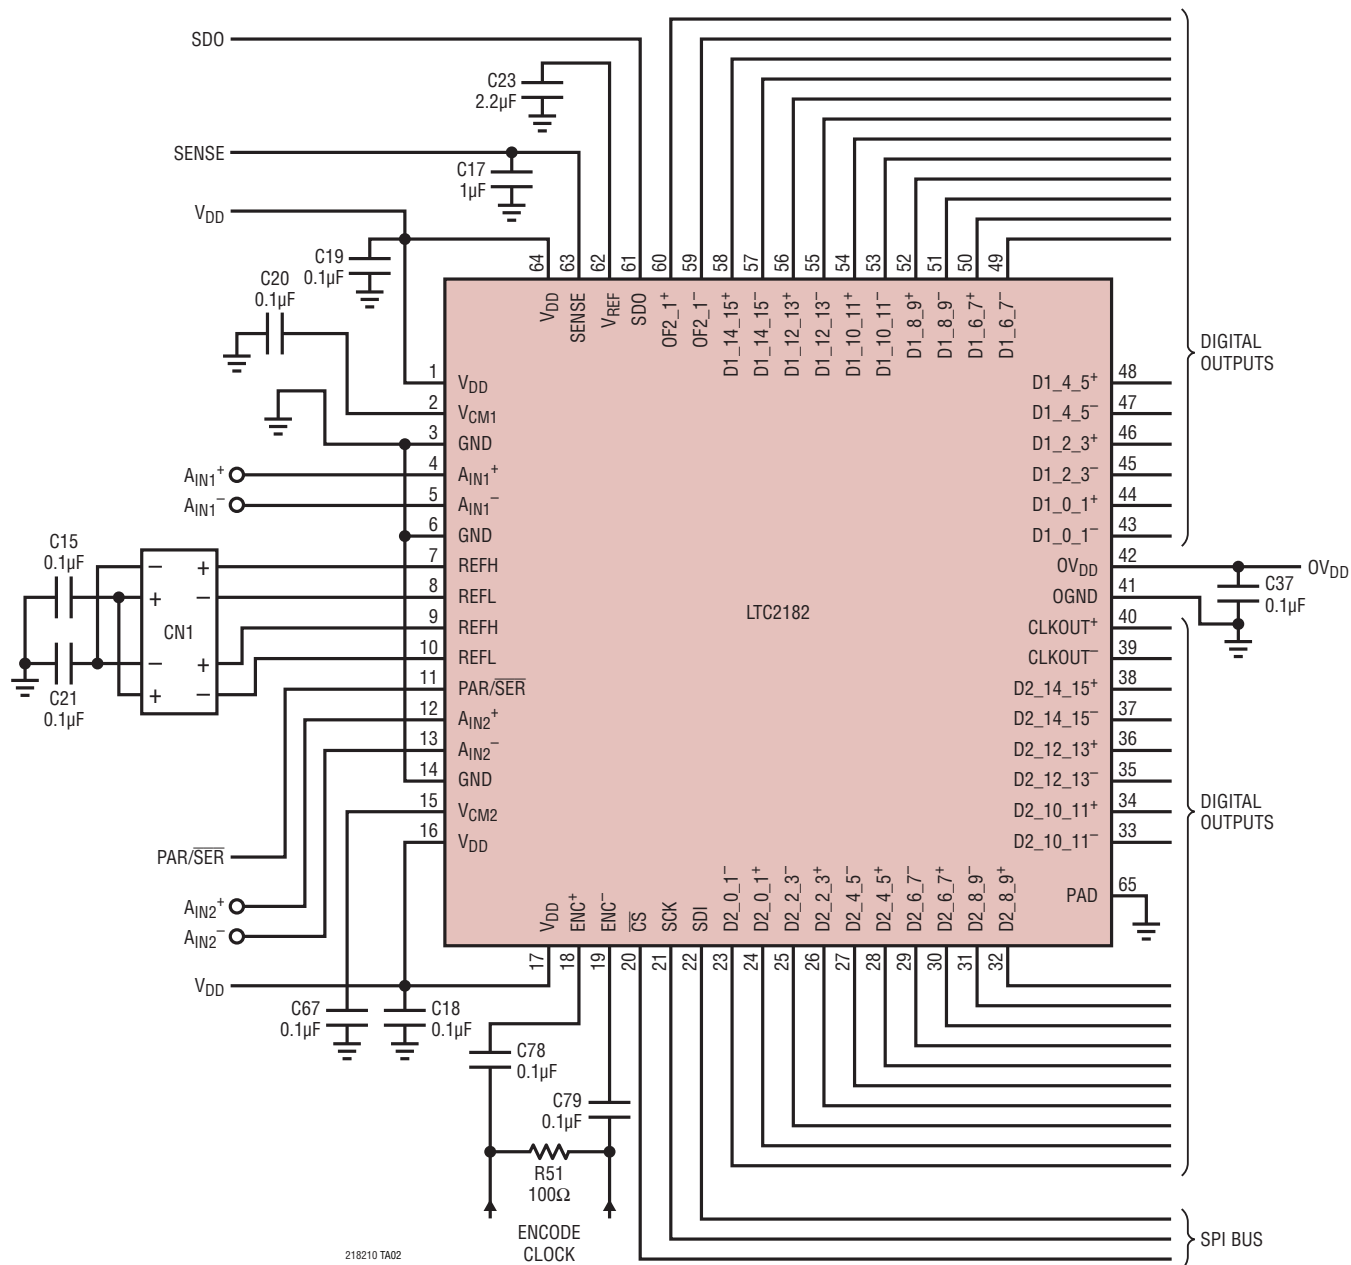 SDO
C23
2.2µF
SENSE
C17
1µF
VDD
C19
0.1µF
C20
0.1µF
64
63
62
61
60
59
58
57
56
55
54
53
52
51
50
49
VDD
SENSE
VREF
SDO
OF2_1+
OF2_1–
D1_14_15+
D1_14_15–
D1_12_13+
D1_12_13–
D1_10_11+
D1_10_11–
D1_8_9+
D1_8_9–
D1_6_7+
D1_6_7–
DIGITAL
OUTPUTS
1 VDD
2 VCM1
3 GND
4 AIN1+
5 AIN1–
6 GND
7 REFH
8 REFL
9 REFH
10 REFL
11 PAR/SER
12 AIN2+
13 AIN2–
14 GND
15 VCM2
16 VDD
AIN1+
AIN1–
C15
0.1µF
– +
+ –
CN1
– +
+ –
C21
0.1µF
PAR/SER
AIN2+
AIN2–
VDD
C67
0.1µF
C18
0.1µF
LTC2182
D1_4_5+ 48
D1_4_5– 47
D1_2_3+ 46
D1_2_3– 45
D1_0_1+ 44
D1_0_1– 43
OVDD 42
OGND 41
CLKOUT+ 40
CLKOUT– 39
D2_14_15+ 38
D2_14_15– 37
D2_12_13+ 36
D2_12_13– 35
D2_10_11+ 34
D2_10_11– 33
PAD 65
OVDD
C37
0.1µF
DIGITAL
OUTPUTS
VDD
ENC+
ENC–
CS
SCK
SDI
D2_0_1–
D2_0_1+
D2_2_3–
D2_2_3+
D2_4_5–
D2_4_5+
D2_6_7–
D2_6_7+
D2_8_9–
D2_8_9+
17
18
19
20
21
22
23
24
25
26
27
28
29
30
31
32
C78
0.1µF
C79
0.1µF
R51
100Ω
ENCODE
CLOCK
SPI BUS
218210 TA02